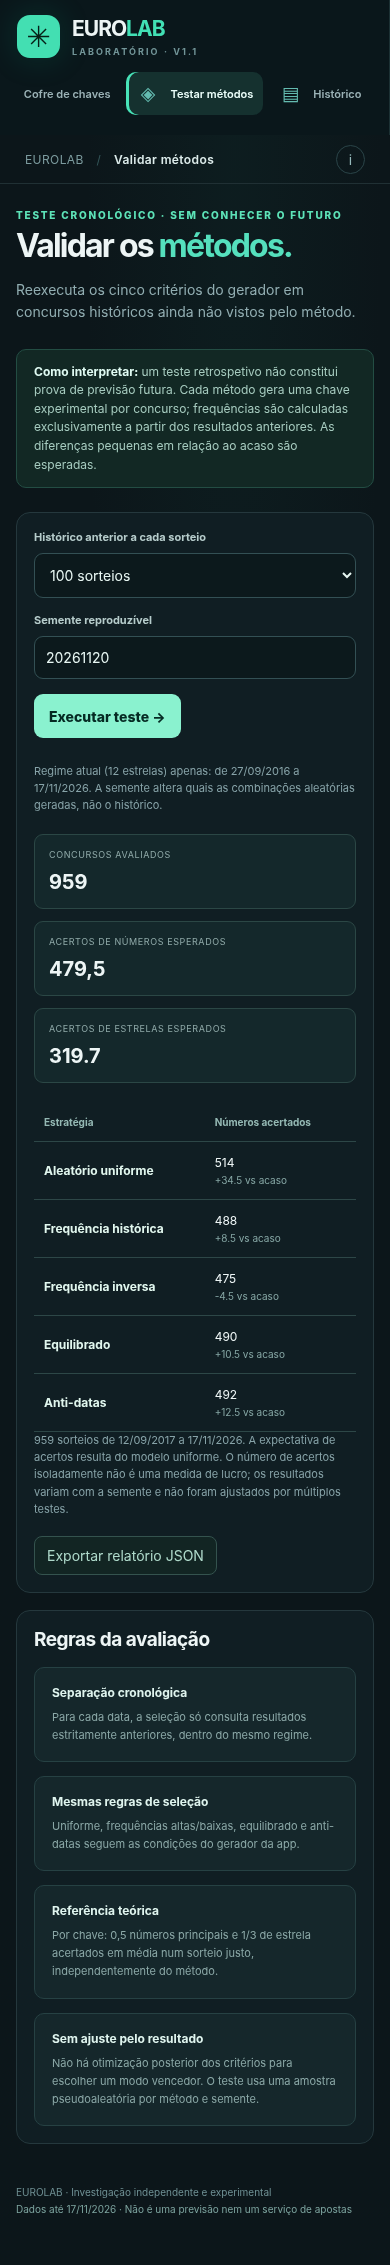 EUROLAB
LABORATÓRIO · V1.1
Cofre de chaves
Testar métodos
Histórico
EUROLAB / Validar métodos
i
TESTE CRONOLÓGICO · SEM CONHECER O FUTURO
Validar os métodos.
Reexecuta os cinco critérios do gerador em
concursos históricos ainda não vistos pelo método.
Como interpretar: um teste retrospetivo não constitui
prova de previsão futura. Cada método gera uma chave
experimental por concurso; frequências são calculadas
exclusivamente a partir dos resultados anteriores. As
diferenças pequenas em relação ao acaso são
esperadas.
Histórico anterior a cada sorteio
100 sorteios
Semente reproduzível
20261120
Executar teste →
Regime atual (12 estrelas) apenas: de 27/09/2016 a
17/11/2026. A semente altera quais as combinações aleatórias
geradas, não o histórico.
CONCURSOS AVALIADOS
959
ACERTOS DE NÚMEROS ESPERADOS
479,5
ACERTOS DE ESTRELAS ESPERADOS
319.7
Estratégia
Números acertados
Aleatório uniforme
514
+34.5 vs acaso
Frequência histórica
488
+8.5 vs acaso
Frequência inversa
475
-4.5 vs acaso
Equilibrado
490
+10.5 vs acaso
Anti-datas
492
+12.5 vs acaso
959 sorteios de 12/09/2017 a 17/11/2026. A expectativa de
acertos resulta do modelo uniforme. O número de acertos
isoladamente não é uma medida de lucro; os resultados
variam com a semente e não foram ajustados por múltiplos
testes.
Exportar relatório JSON
Regras da avaliação
Separação cronológica
Para cada data, a seleção só consulta resultados
estritamente anteriores, dentro do mesmo regime.
Mesmas regras de seleção
Uniforme, frequências altas/baixas, equilibrado e anti-
datas seguem as condições do gerador da app.
Referência teórica
Por chave: 0,5 números principais e 1/3 de estrela
acertados em média num sorteio justo,
independentemente do método.
Sem ajuste pelo resultado
Não há otimização posterior dos critérios para
escolher um modo vencedor. O teste usa uma amostra
pseudoaleatória por método e semente.
EUROLAB · Investigação independente e experimental
Dados até 17/11/2026 · Não é uma previsão nem um serviço de apostas